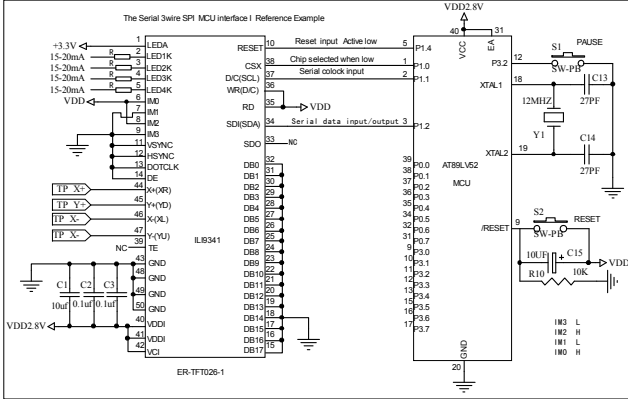 The Serial 3wire SPI MCU interface I Reference Example
VDD2.8V
+3.3V
15-20mA
15-20mA
15-20mA
15-20mA
R
R
R
R
VDD
1 LEDA
2 LED1K
3 LED2K
4 LED3K
5 LED4K
6 IM0
7 IM1
8 IM2
9 IM3
11 VSYNC
12 HSYNC
13 DOTCLK
14 DE
TP X+ 44 X+(XR)
TP Y+ 45 Y+(YD)
TP X- 46 X-(XL)
TP X- 47 Y-(YU)
NC 39 TE
43 GND
48 GND
49 GND
50 GND
40 VDDI
41 VDDI
42 VCI
C1 C2 C3
10uf 0.1uf 0.1uf
VDD2.8V
ILI9341
ER-TFT026-1
RESET 10 Reset input Active low 5 P1.4
CSX 38 Chip selected when low 1 P1.0
D/C(SCL) 37 Serial colock input 2 P1.1
WR(D/C) 36
RD 35 VDD
SDI(SDA) 34 Serial data input/output 3 P1.2
SDO 33 NC
DB0 32
DB1 31
DB2 30
DB3 29
DB4 28
DB5 27
DB6 26
DB7 25
DB8 24
DB9 23
DB10 22
DB11 21
DB12 20
DB13 19
DB14 18
DB15 17
DB16 16
DB17 15
39 P0.0
38 P0.1
37 P0.2
36 P0.3
35 P0.4
34 P0.5
32 P0.6
31 P0.7
9 P3.0
10 P3.1
11 P3.2
12 P3.3
13 P3.4
14 P3.5
16 P3.6
17 P3.7
40 VCC
31 EA
AT89LV52
MCU
GND
20
P3.2 12
S1 PAUSE
SW-PB
XTAL1 18
C13
27PF
12MHZ
Y1
XTAL2 19
C14
27PF
/RESET 9
S2 RESET
SW-PB
10UF + C15
VDD
R10 10K
IM3 L
IM2 H
IM1 L
IM0 H